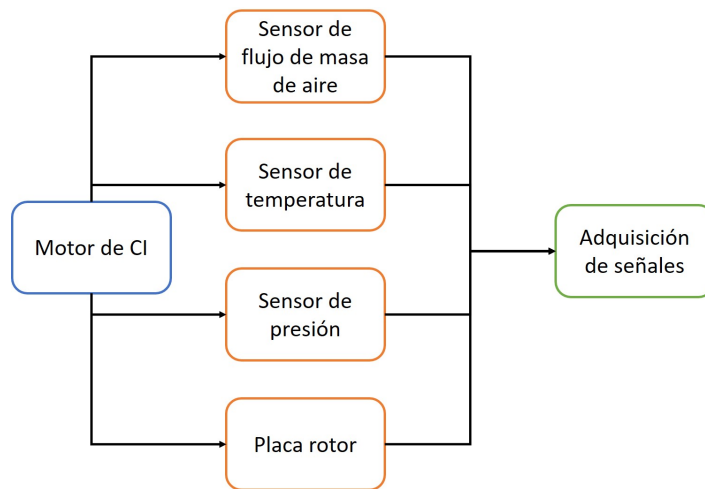 Sensor de
flujo de masa
de aire
Sensor de
temperatura
Motor de CI
Adquisición
de señales
Sensor de
presión
Placa rotor